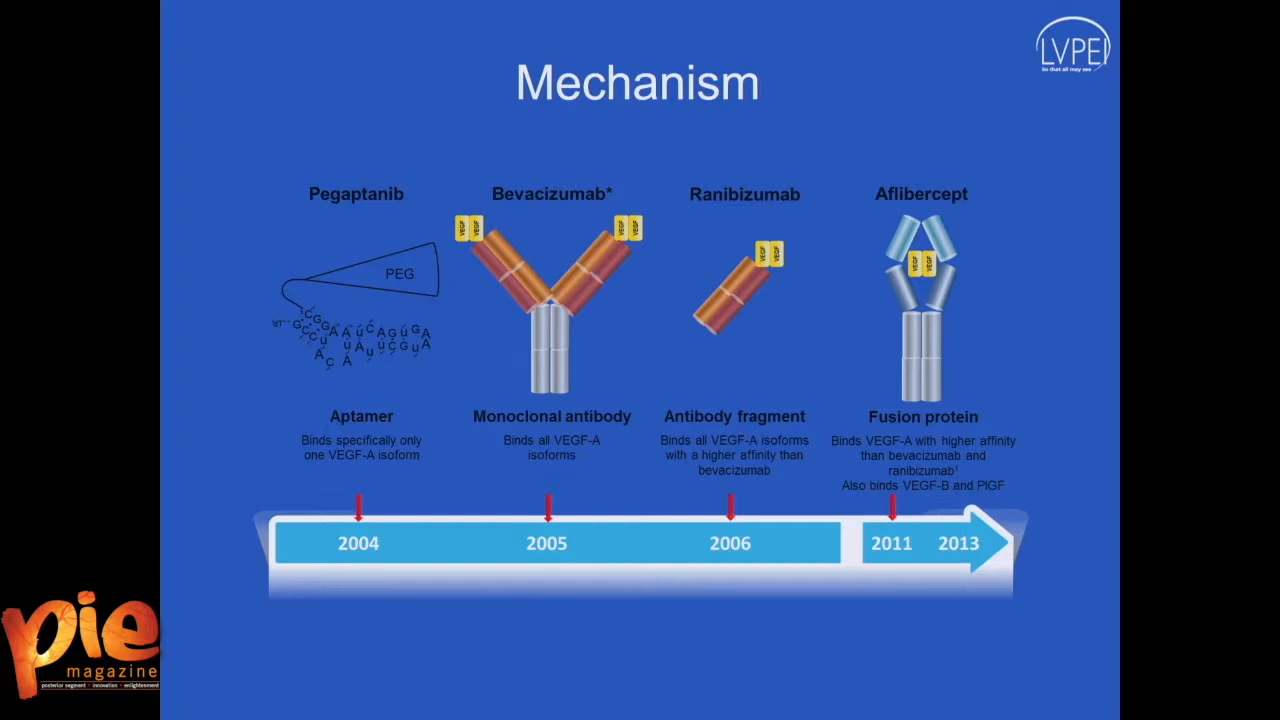 LVPEI
So that all may see
Mechanism
Pegaptanib
Bevacizumab*
Ranibizumab
Aflibercept
VEGF VEGF
VEGF VEGF
VEGF VEGF
VEGF VEGF
PEG
Aptamer
Binds specifically only
one VEGF-A isoform
Monoclonal antibody
Binds all VEGF-A
isoforms
Antibody fragment
Binds all VEGF-A isoforms
with a higher affinity than
bevacizumab
Fusion protein
Binds VEGF-A with higher affinity
than bevacizumab and
ranibizumab¹
Also binds VEGF-B and PlGF
2004
2005
2006
2011
2013
pie
magazine
posterior segment • innovation • enlightenment